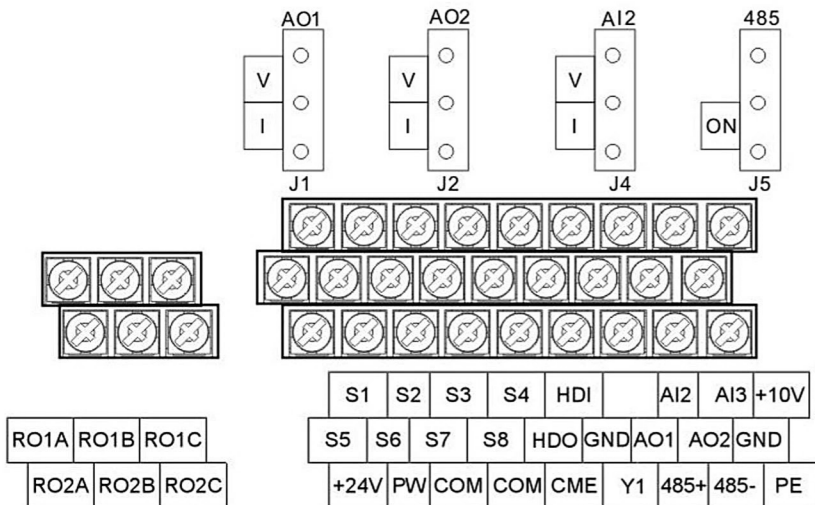 AO1 AO2 AI2 485
V V V
I I I ON
J1 J2 J4 J5
S1 S2 S3 S4 HDI AI2 AI3 +10V
RO1A RO1B RO1C S5 S6 S7 S8 HDO GND AO1 AO2 GND
RO2A RO2B RO2C +24V PW COM COM CME Y1 485+ 485- PE